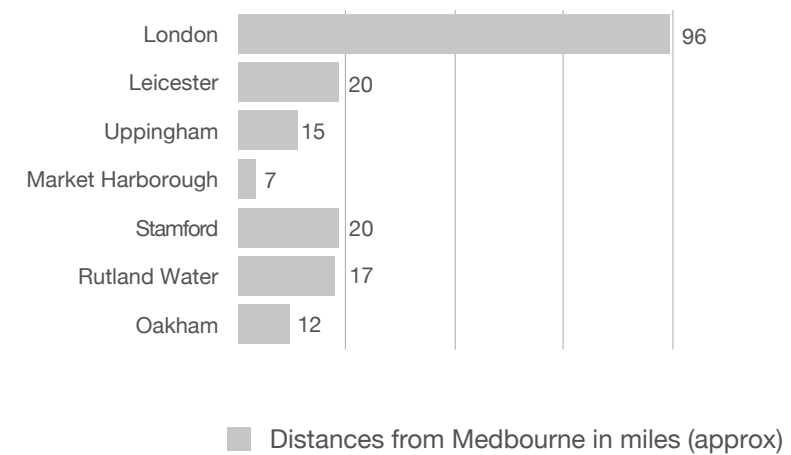 London 96
Leicester 20
Uppingham 15
Market Harborough 7
Stamford 20
Rutland Water 17
Oakham 12
Distances from Medbourne in miles (approx)